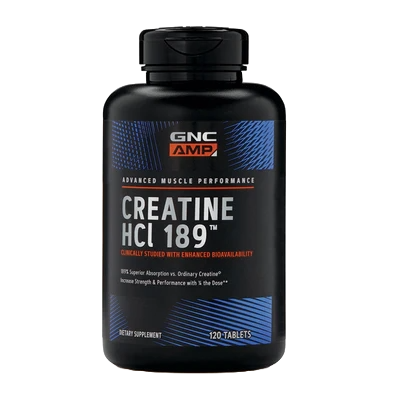 GNC
AMP
ADVANCED MUSCLE PERFORMANCE
CREATINE
HCl 189™
CLINICALLY STUDIED WITH ENHANCED BIOAVAILABILITY
189% Superior Absorption vs. Ordinary Creatine
Increase Strength & Performance with ¼ the Dose
DIETARY SUPPLEMENT
120 TABLETS